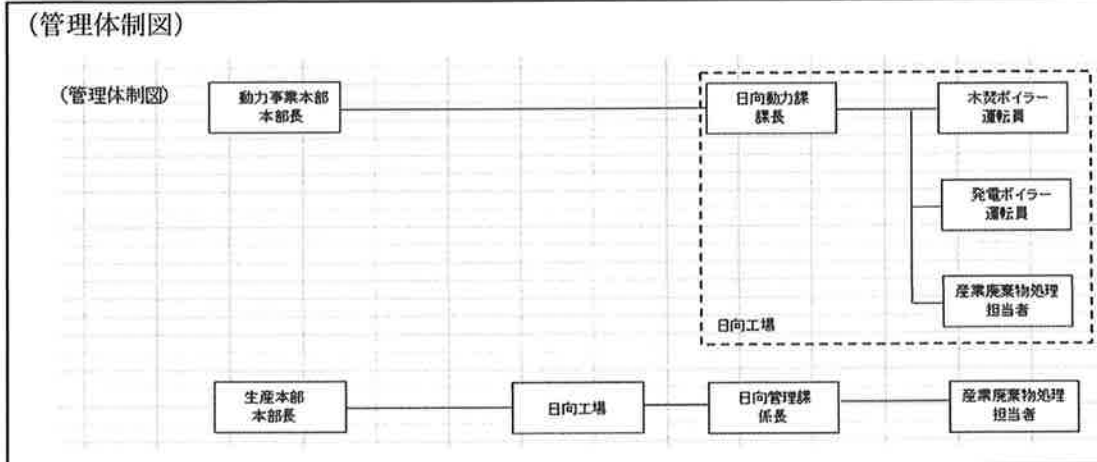 (管理体制図)
(管理体制図)
動力事業本部
本部長
日向動力課
課長
木焚ボイラー
運転員
発電ボイラー
運転員
産業廃棄物処理
担当者
日向工場
生産本部
本部長
日向工場
日向管理課
係長
産業廃棄物処理
担当者